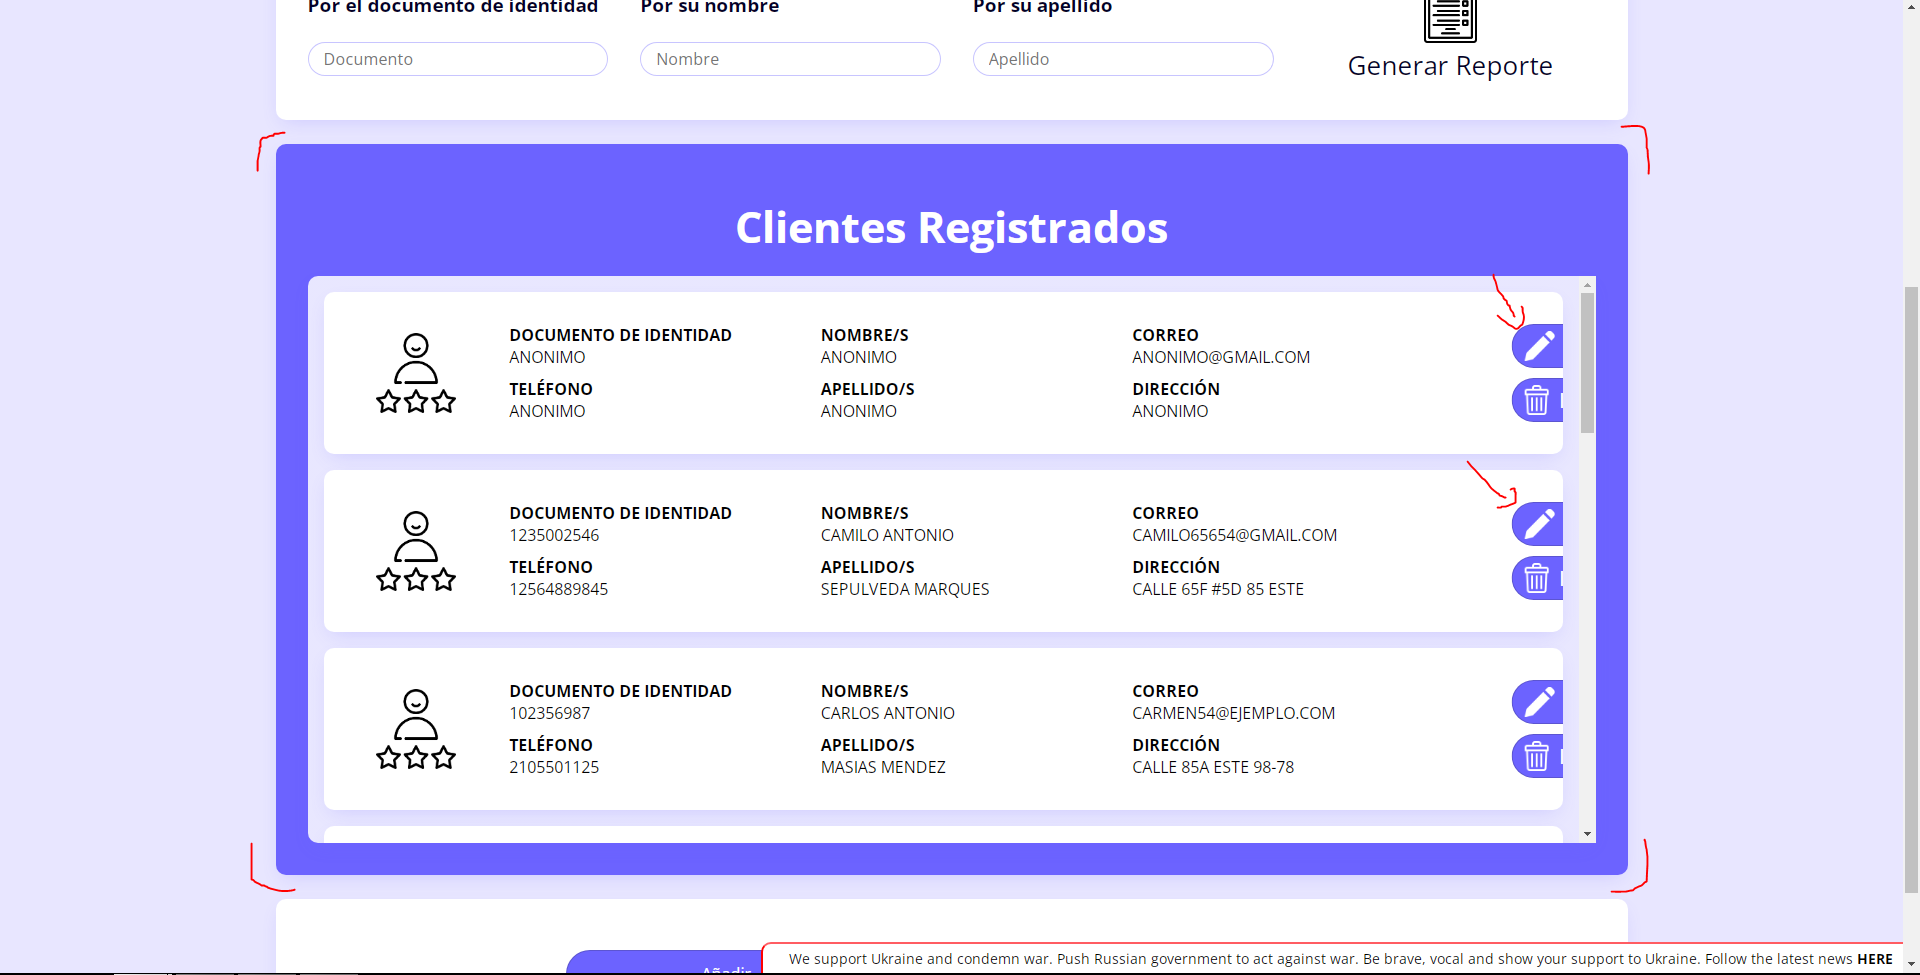 Por el documento de identidad Por su nombre Por su apellido
Documento Nombre Apellido
Generar Reporte
Clientes Registrados
DOCUMENTO DE IDENTIDAD NOMBRE/S CORREO
ANONIMO ANONIMO ANONIMO@GMAIL.COM
TELÉFONO APELLIDO/S DIRECCIÓN
ANONIMO ANONIMO ANONIMO
DOCUMENTO DE IDENTIDAD NOMBRE/S CORREO
1235002546 CAMILO ANTONIO CAMILO65654@GMAIL.COM
TELÉFONO APELLIDO/S DIRECCIÓN
12564889845 SEPULVEDA MARQUES CALLE 65F #5D 85 ESTE
DOCUMENTO DE IDENTIDAD NOMBRE/S CORREO
102356987 CARLOS ANTONIO CARMEN54@EJEMPLO.COM
TELÉFONO APELLIDO/S DIRECCIÓN
2105501125 MASIAS MENDEZ CALLE 85A ESTE 98-78
Añadir
We support Ukraine and condemn war. Push Russian government to act against war. Be brave, vocal and show your support to Ukraine. Follow the latest news HERE